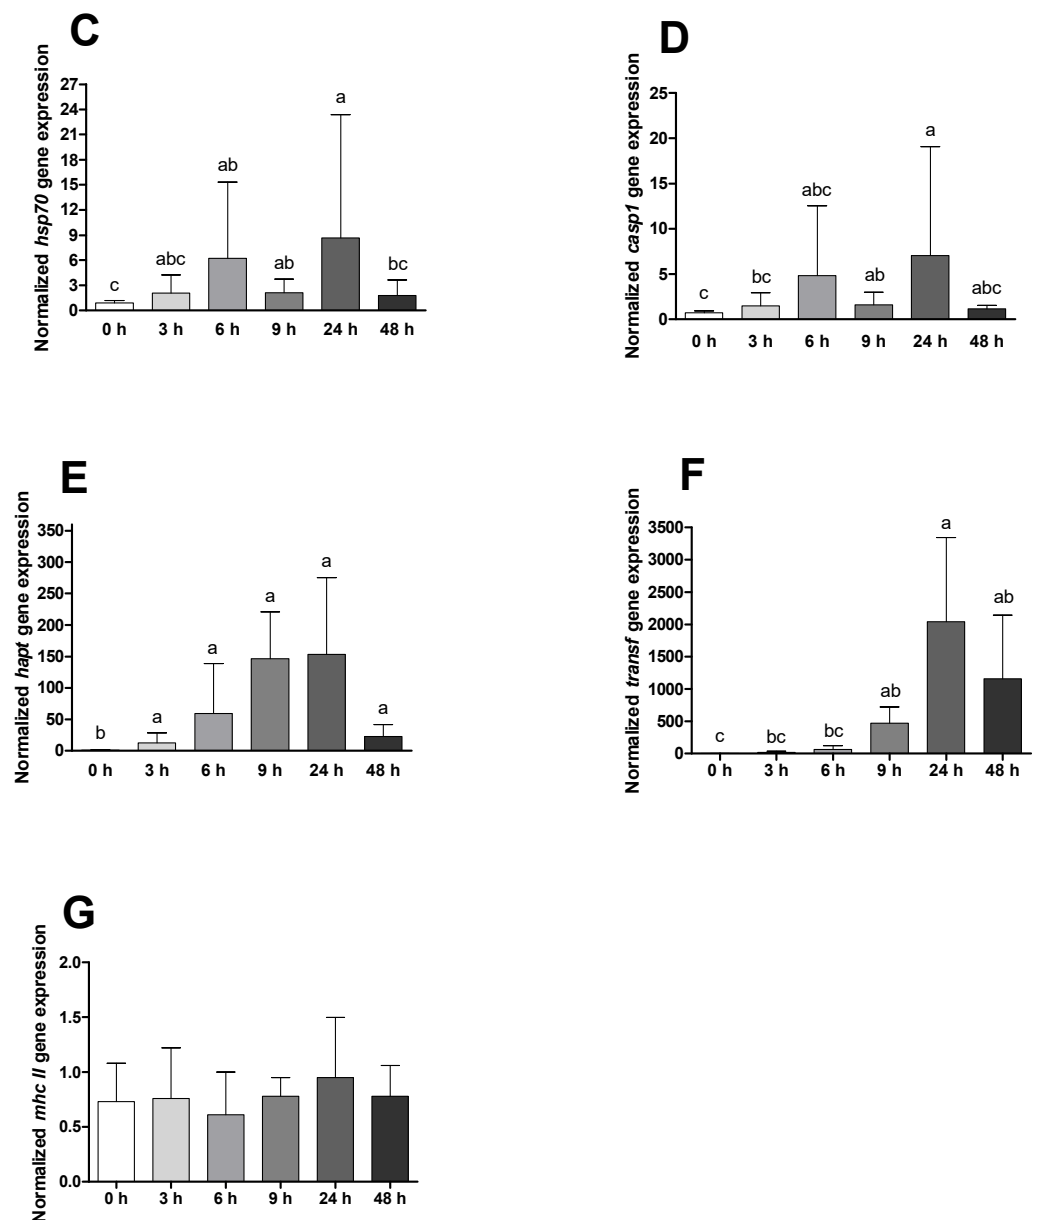 C
Normalized hsp70 gene expression
27
24
21
18
15
12
9
6
3
0
c
abc
ab
ab
a
bc
0 h 3 h 6 h 9 h 24 h 48 h
D
Normalized casp1 gene expression
25
20
15
10
5
0
c
bc
abc
ab
a
abc
0 h 3 h 6 h 9 h 24 h 48 h
E
Normalized hapt gene expression
350
300
250
200
150
100
50
0
b
a
a
a
a
a
0 h 3 h 6 h 9 h 24 h 48 h
F
Normalized transf gene expression
3500
3000
2500
2000
1500
1000
500
0
c
bc
bc
ab
a
ab
0 h 3 h 6 h 9 h 24 h 48 h
G
Normalized mhc II gene expression
2.0
1.5
1.0
0.5
0.0
0 h 3 h 6 h 9 h 24 h 48 h